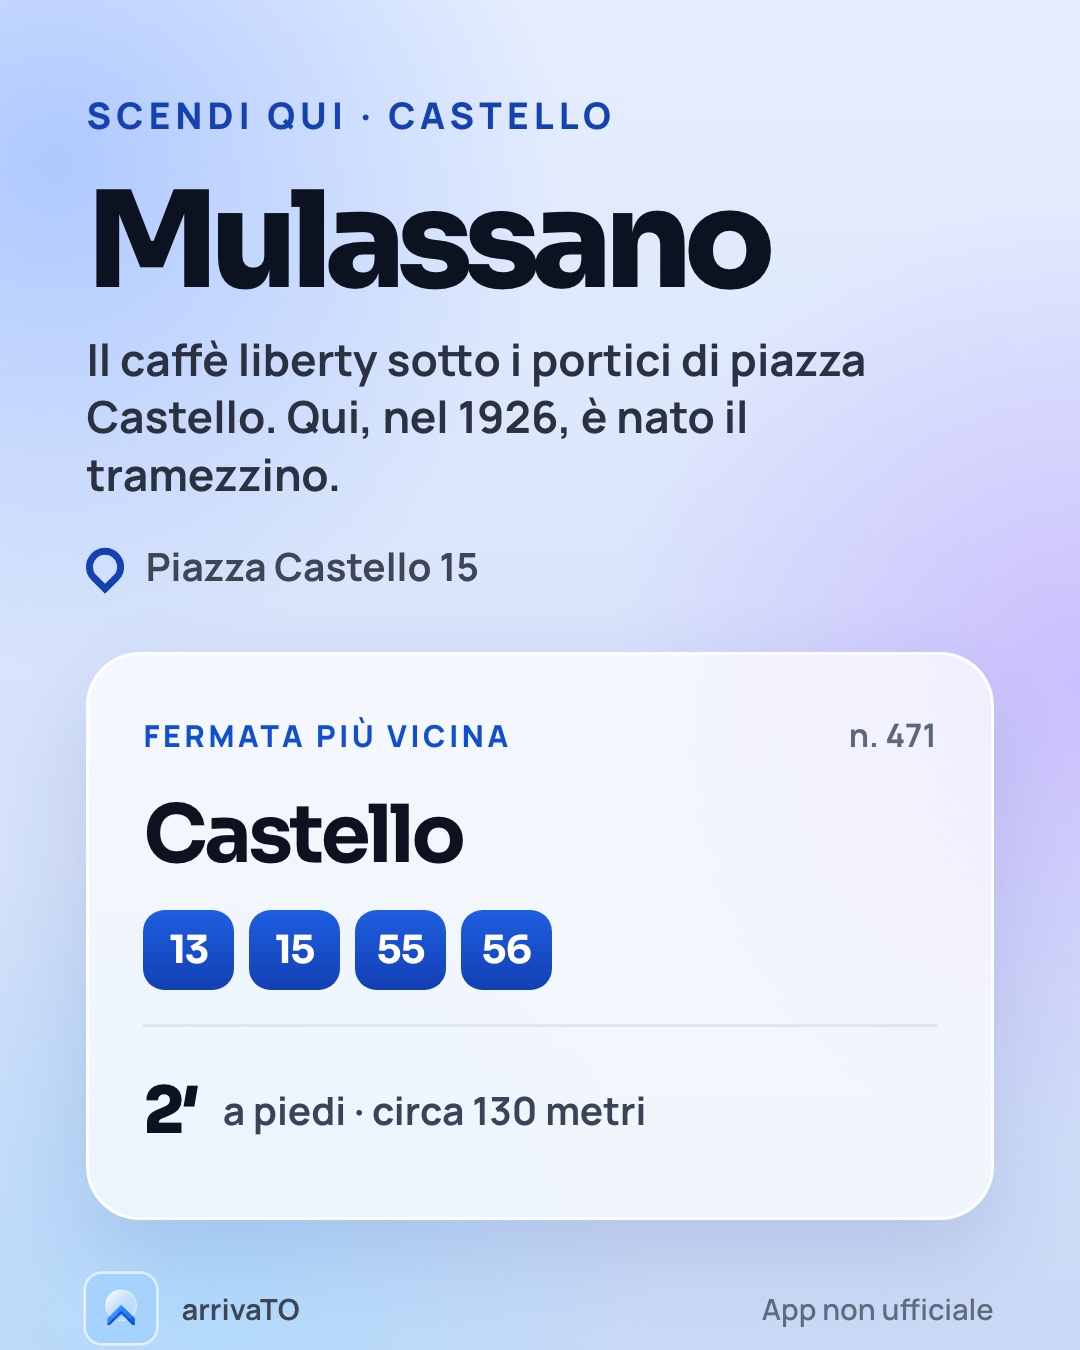 SCENDI QUI · CASTELLO
Mulassano
Il caffè liberty sotto i portici di piazza
Castello. Qui, nel 1926, è nato il
tramezzino.
Piazza Castello 15
FERMATA PIÙ VICINA n. 471
Castello
13 15 55 56
2′ a piedi · circa 130 metri
arrivaTO App non ufficiale